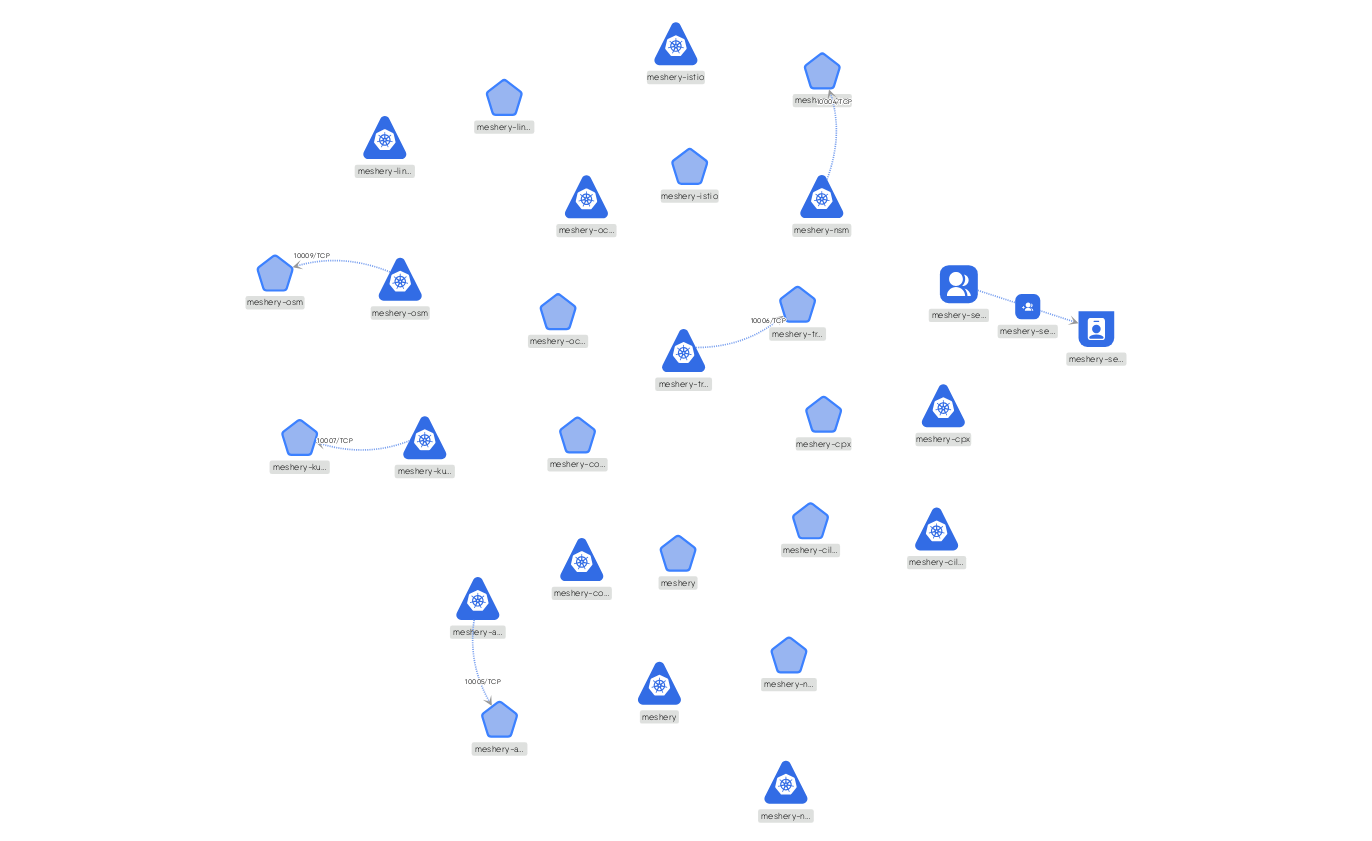 meshery-istio
10004/TCP
meshery-lin...
meshery-lin...
meshery-istio
meshery-oc...
meshery-nsm
10009/TCP
meshery-osm
meshery-osm
meshery-se...
meshery-se...
meshery-se...
10006/TCP
meshery-tr...
meshery-oc...
meshery-tr...
meshery-cpx
meshery-cpx
10007/TCP
meshery-ku...
meshery-ku...
meshery-co...
meshery-cil...
meshery-cil...
meshery-co...
meshery
meshery-a...
10005/TCP
meshery-n...
meshery
meshery-a...
meshery-n...